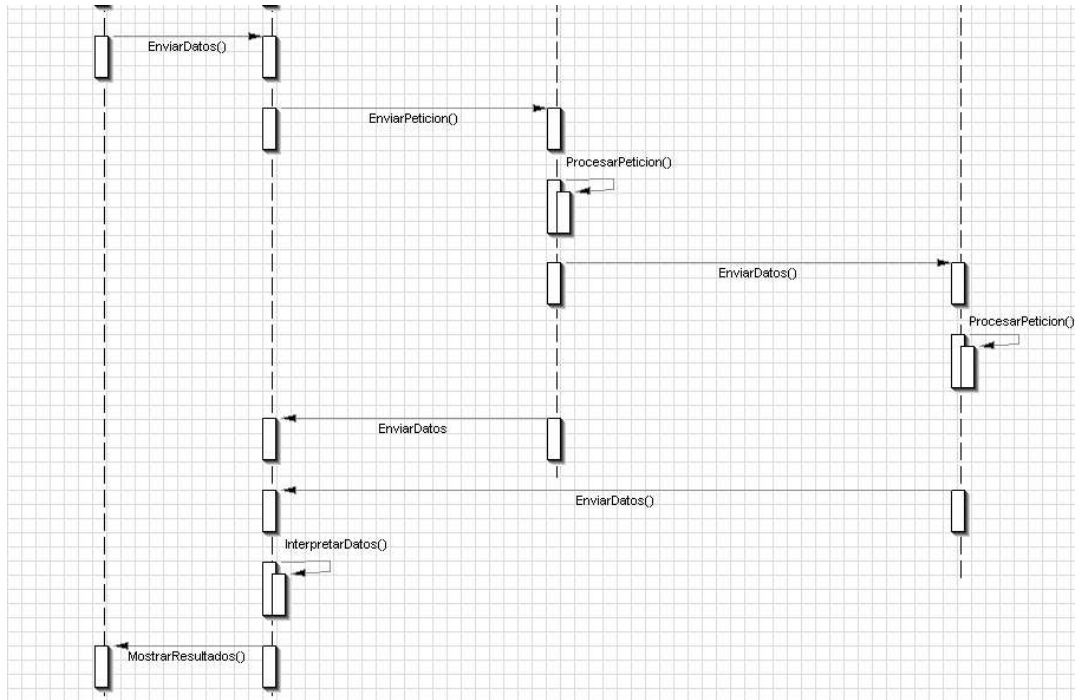 EnviarDatos()
EnviarPeticion()
ProcesarPeticion()
EnviarDatos()
ProcesarPeticion()
EnviarDatos
EnviarDatos()
InterpretarDatos()
MostrarResultados()